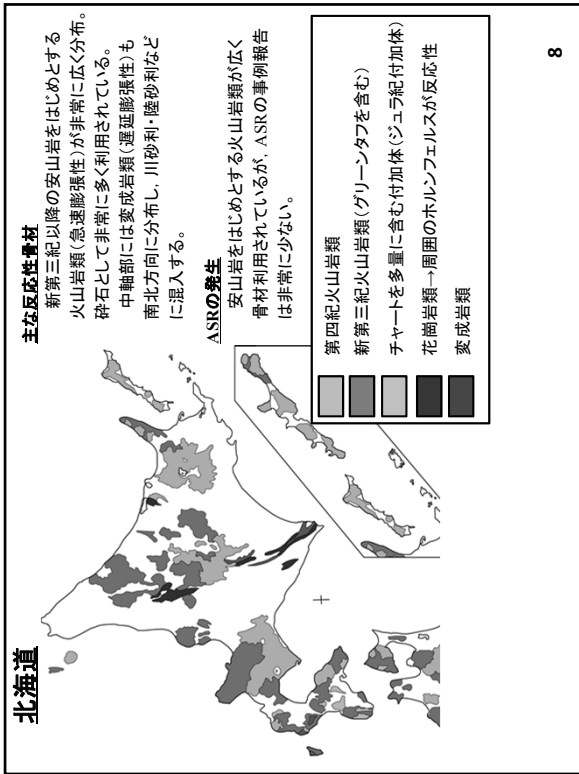 北海道
主な反応性骨材
新第三紀以降の安山岩をはじめとする
火山岩類(急速膨張性)が非常に広く分布。
砕石として非常に多く利用されている。
中軸部には変成岩類(遅延膨張性)も
南北方向に分布し、川砂利・陸砂利など
に混入する。
ASRの発生
安山岩をはじめとする火山岩類が広く
骨材利用されているが、ASRの事例報告
は非常に少ない。
第四紀火山岩類
新第三紀火山岩類(グリーンタフを含む)
チャートを多量に含む付加体(ジュラ紀付加体)
花崗岩類→周囲のホルンフェルスが反応性
変成岩類
8